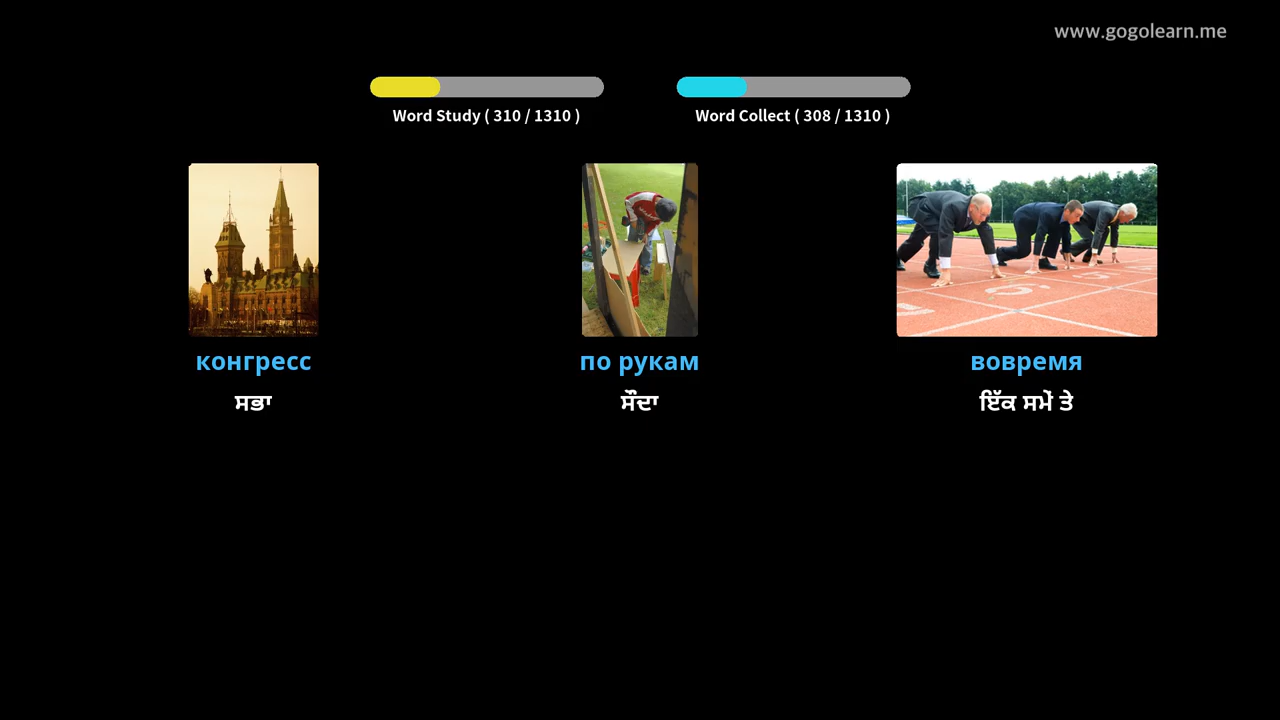 www.gogolearn.me
Word Study ( 310 / 1310 )
Word Collect ( 308 / 1310 )
конгресс
по рукам
вовремя
ਸਭਾ
ਸੌਦਾ
ਇੱਕ ਸਮੇਂ ਤੇ